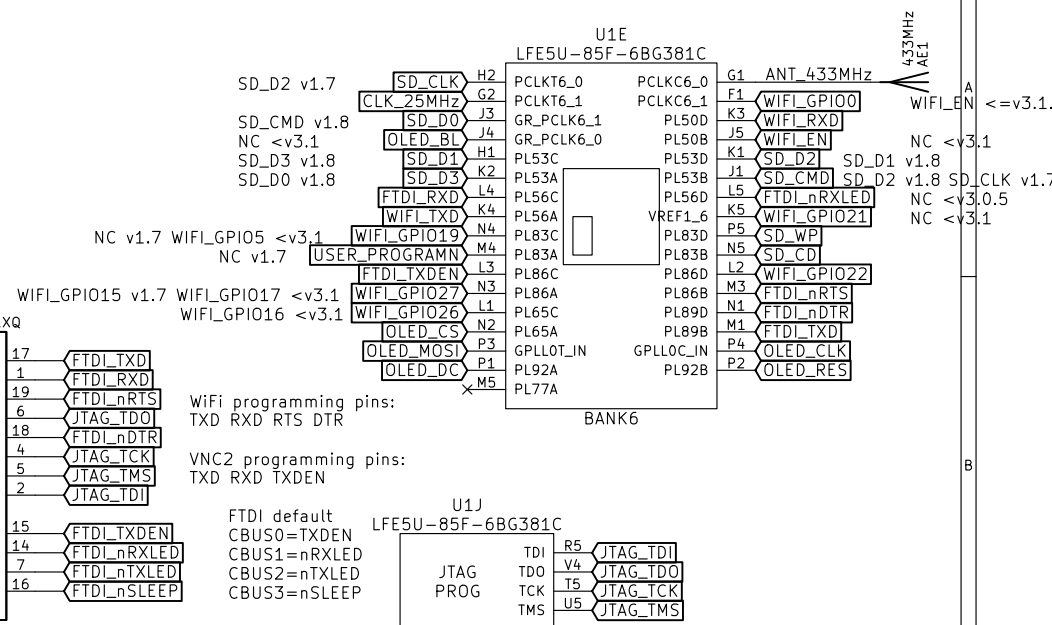 433MHz
AE1
U1E
LFE5U-85F-6BG381C
SD_D2 v1.7 SD_CLK H2 PCLKT6_0 PCLKC6_0 G1 ANT_433MHz A
CLK_25MHz G2 PCLKT6_1 PCLKC6_1 F1 WIFI_GPIO0 WIFI_EN <=v3.1.
SD_CMD v1.8 SD_D0 J3 GR_PCLK6_1 PL50D K3 WIFI_RXD
NC <v3.1 OLED_BL J4 GR_PCLK6_0 PL50B J5 WIFI_EN NC <v3.1
SD_D3 v1.8 SD_D1 H1 PL53C PL53D K1 SD_D2 SD_D1 v1.8
SD_D0 v1.8 SD_D3 K2 PL53A PL53B J1 SD_CMD SD_D2 v1.8 SD_CLK v1.7
FTDI_RXD L4 PL56C PL56D L5 FTDI_nRXLED NC <v3.0.5
WIFI_TXD K4 PL56A VREF1_6 K5 WIFI_GPIO21 NC <v3.1
NC v1.7 WIFI_GPIO5 <v3.1 WIFI_GPIO19 N4 PL83C PL83D P5 SD_WP
NC v1.7 USER_PROGRAMN M4 PL83A PL83B N5 SD_CD
FTDI_TXDEN L3 PL86C PL86D L2 WIFI_GPIO22
WIFI_GPIO15 v1.7 WIFI_GPIO17 <v3.1 WIFI_GPIO27 N3 PL86A PL86B M3 FTDI_nRTS
WIFI_GPIO16 <v3.1 WIFI_GPIO26 L1 PL65C PL89D N1 FTDI_nDTR
OLED_CS N2 PL65A PL89B M1 FTDI_TXD
OLED_MOSI P3 GPLL0T_IN GPLL0C_IN P4 OLED_CLK
OLED_DC P1 PL92A PL92B P2 OLED_RES
M5 PL77A
BANK6
XQ
17 FTDI_TXD
1 FTDI_RXD
19 FTDI_nRTS
6 JTAG_TDO
18 FTDI_nDTR
4 JTAG_TCK
5 JTAG_TMS
2 JTAG_TDI
15 FTDI_TXDEN
14 FTDI_nRXLED
7 FTDI_nTXLED
16 FTDI_nSLEEP
WiFi programming pins:
TXD RXD RTS DTR
VNC2 programming pins:
TXD RXD TXDEN
FTDI default
CBUS0=TXDEN
CBUS1=nRXLED
CBUS2=nTXLED
CBUS3=nSLEEP
B
U1J
LFE5U-85F-6BG381C
JTAG
PROG
TDI R5 JTAG_TDI
TDO V4 JTAG_TDO
TCK T5 JTAG_TCK
TMS U5 JTAG_TMS